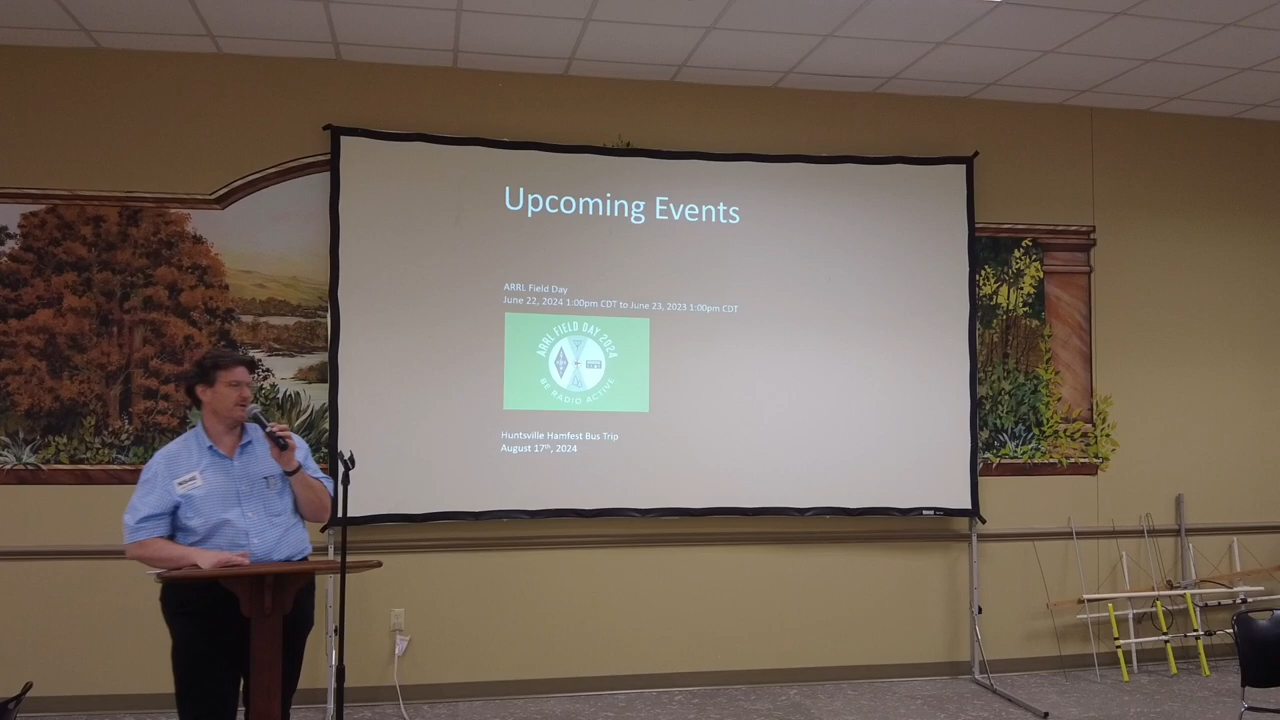 Upcoming Events
ARRL Field Day
June 22, 2024 1:00pm CDT to June 23, 2023 1:00pm CDT
ARRL FIELD DAY 2024
BE RADIO ACTIVE
Huntsville Hamfest Bus Trip
August 17th, 2024